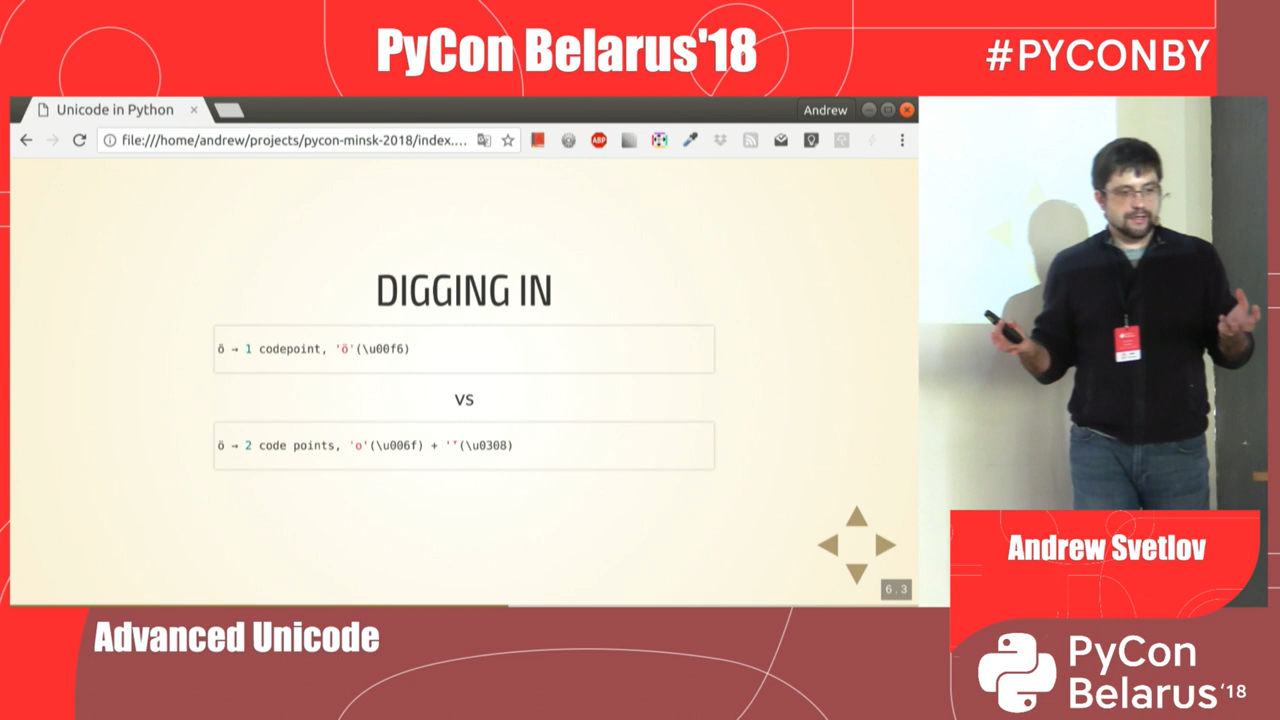 PyCon Belarus'18
#PYCONBY
Unicode in Python
Andrew
file:///home/andrew/projects/pycon-minsk-2018/index....
ABP
DIGGING IN
ö → 1 codepoint, 'ö'(\u00f6)
vs
ö → 2 code points, 'o'(\u006f) + '̈'(\u0308)
6.3
Andrew Svetlov
Advanced Unicode
PyCon
Belarus '18